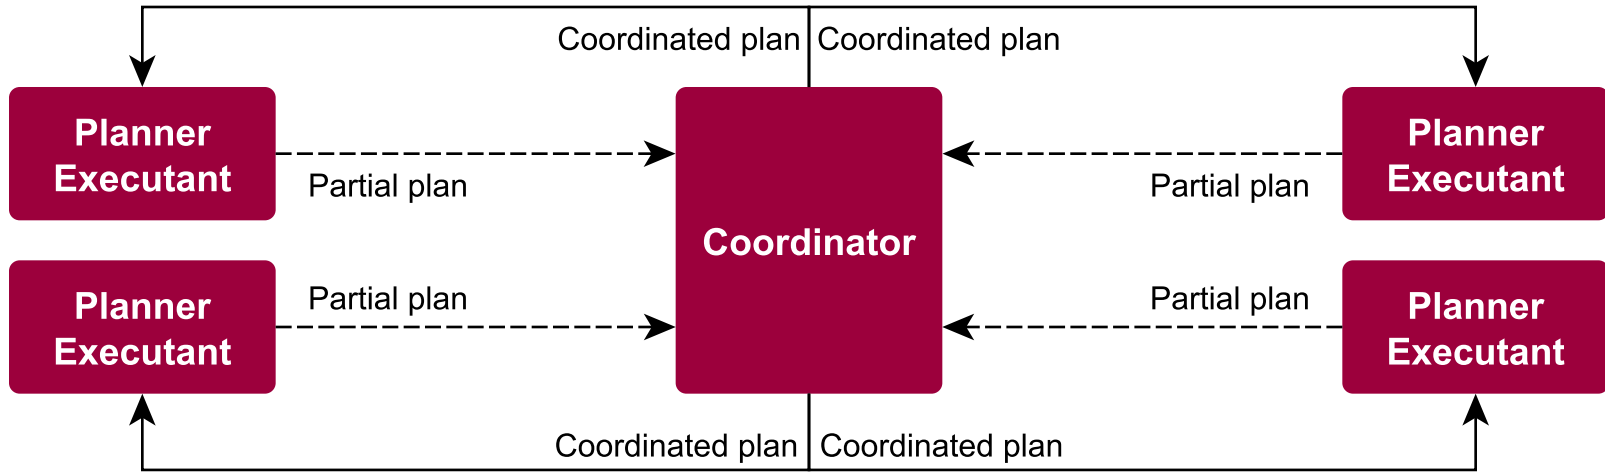 Coordinated plan
Coordinated plan
Planner
Executant
Partial plan
Coordinator
Partial plan
Planner
Executant
Planner
Executant
Partial plan
Partial plan
Planner
Executant
Coordinated plan
Coordinated plan